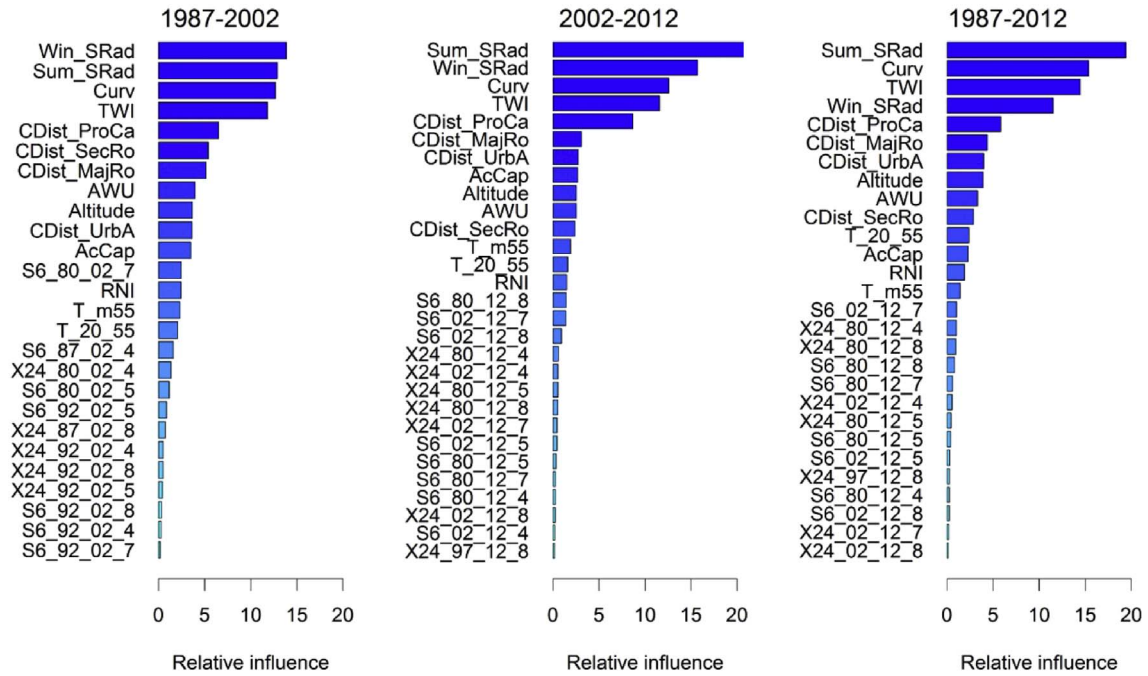 1987-2002
Win_SRad
Sum_SRad
Curv
TWI
CDist_ProCa
CDist_SecRo
CDist_MajRo
AWU
Altitude
CDist_UrbA
AcCap
S6_80_02_7
RNI
T_m55
T_20_55
S6_87_02_4
X24_80_02_4
S6_80_02_5
S6_92_02_5
X24_87_02_8
X24_92_02_4
X24_92_02_8
X24_92_02_5
S6_92_02_8
S6_92_02_4
S6_92_02_7
0 5 10 15 20
Relative influence
2002-2012
Sum_SRad
Win_SRad
Curv
TWI
CDist_ProCa
CDist_MajRo
CDist_UrbA
AcCap
Altitude
AWU
CDist_SecRo
T_m55
T_20_55
RNI
S6_80_12_8
S6_02_12_7
S6_02_12_8
X24_80_12_4
X24_02_12_4
X24_80_12_5
X24_80_12_8
X24_02_12_7
S6_02_12_5
S6_80_12_5
S6_80_12_7
S6_80_12_4
X24_02_12_8
S6_02_12_4
X24_97_12_8
0 5 10 15 20
Relative influence
1987-2012
Sum_SRad
Curv
TWI
Win_SRad
CDist_ProCa
CDist_MajRo
CDist_UrbA
Altitude
AWU
CDist_SecRo
T_20_55
AcCap
RNI
T_m55
S6_02_12_7
X24_80_12_4
X24_80_12_8
S6_80_12_8
S6_80_12_7
X24_02_12_4
X24_80_12_5
S6_80_12_5
S6_02_12_5
X24_97_12_8
S6_80_12_4
S6_02_12_8
X24_02_12_7
X24_02_12_8
0 5 10 15 20
Relative influence